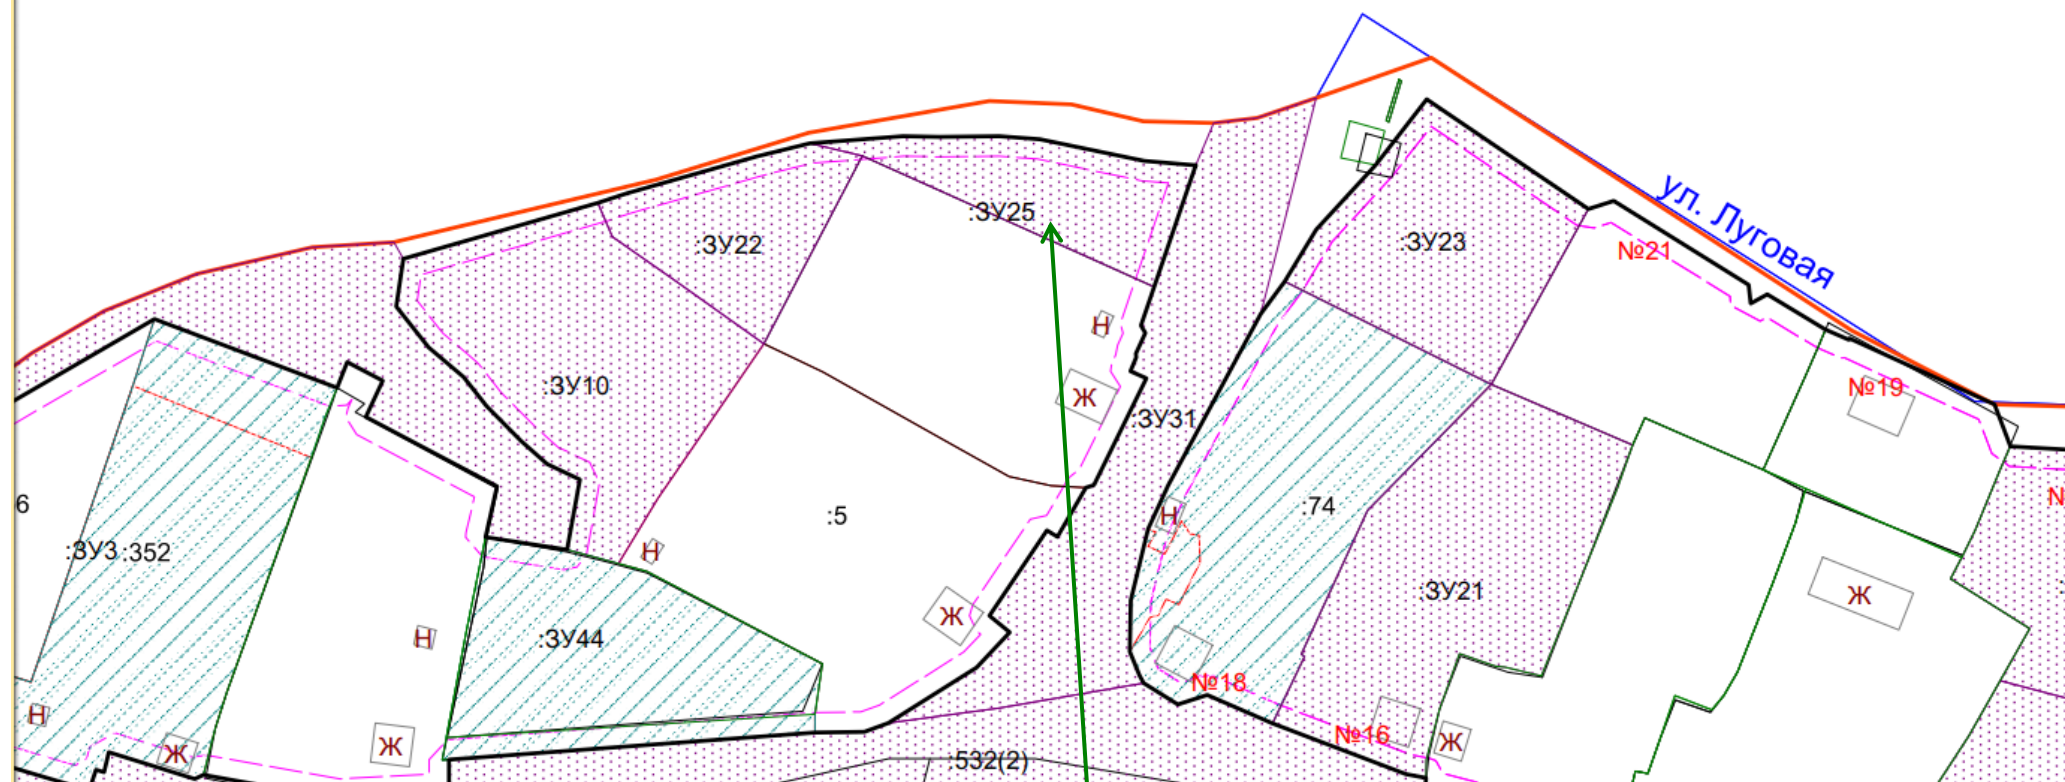 ул. Луговая
:ЗУ25
:ЗУ22
:ЗУ23
№21
Н
:ЗУ10
Ж
№19
:ЗУ31
6
:5
:74
Н
№
:ЗУ3
:352
Н
:ЗУ21
Ж
Ж
Н
:ЗУ44
№18
Н
№16
Ж
Ж
Ж
:532(2)